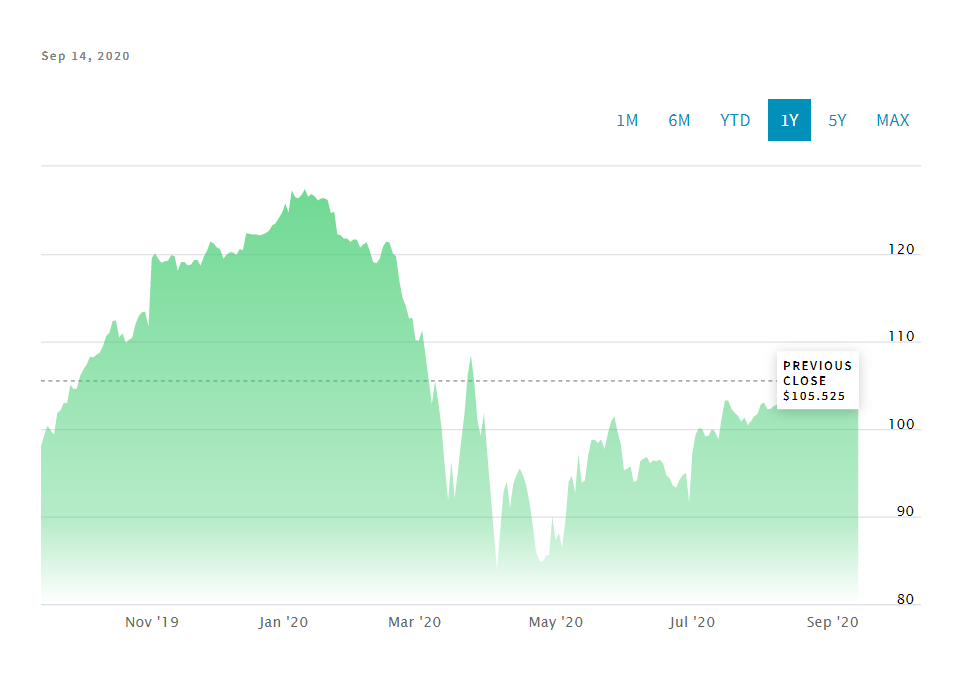 Sep 14, 2020
1M 6M YTD 1Y 5Y MAX
120
110
PREVIOUS
CLOSE
$105.525
100
90
80
Nov '19 Jan '20 Mar '20 May '20 Jul '20 Sep '20